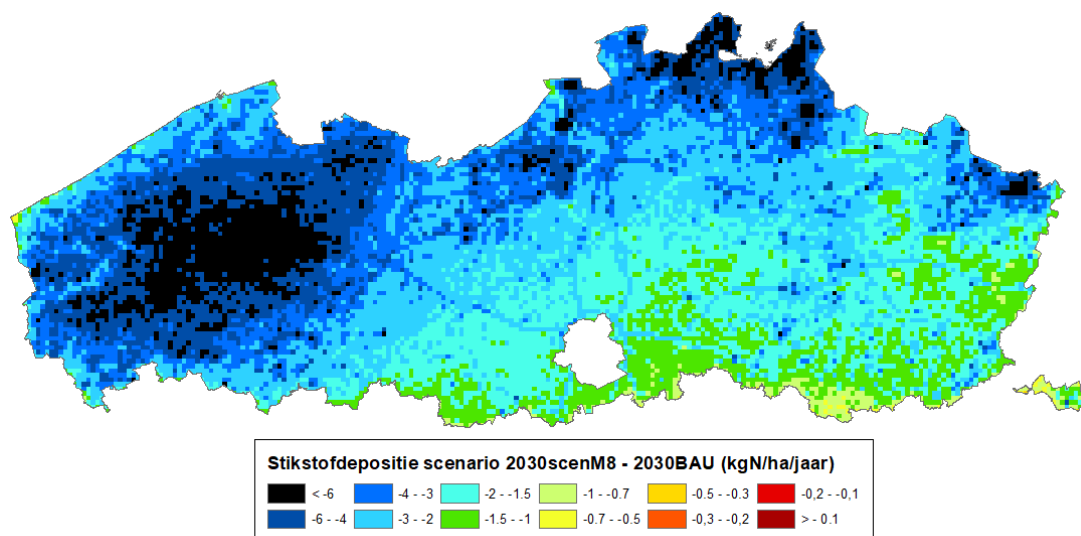 Stikstofdepositie scenario 2030scenM8 - 2030BAU (kgN/ha/jaar)
< -6 -4 - -3 -2 - -1.5 -1 - -0.7 -0.5 - -0.3 -0,2 - -0,1
-6 - -4 -3 - -2 -1.5 - -1 -0.7 - -0.5 -0,3 - -0,2 > - 0.1